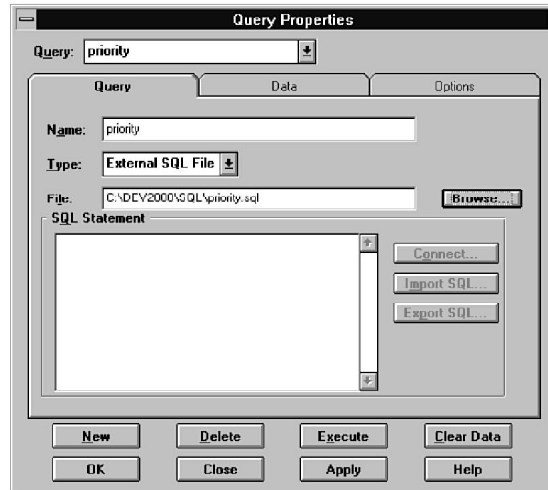 Query Properties
Query: priority
Query Data Options
Name: priority
Type: External SQL File
File: C:\DEV2000\SQL\priority.sql Browse...
SQL Statement
Connect...
Import SQL...
Export SQL...
New Delete Execute Clear Data
OK Close Apply Help